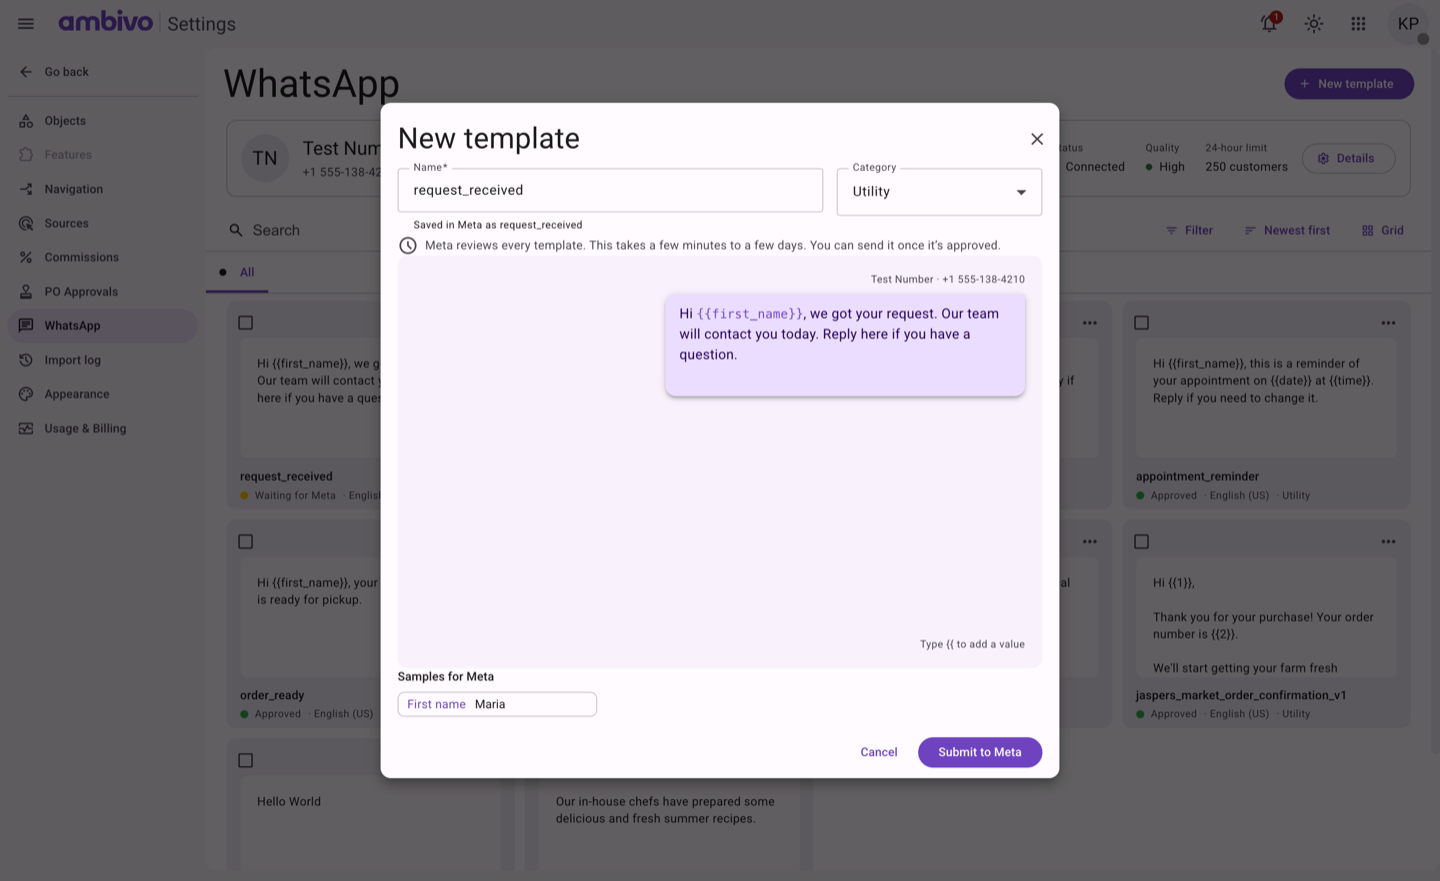 ambivo Settings
1
KP
Go back
Objects
Features
Navigation
Sources
Commissions
PO Approvals
WhatsApp
Import log
Appearance
Usage & Billing
WhatsApp
New template
TN
Test Num
+1 555-138-42
Connected
Quality
High
24-hour limit
250 customers
Details
Search
Filter
Newest first
Grid
All
New template
Name*
request_received
Category
Utility
Saved in Meta as request_received
Meta reviews every template. This takes a few minutes to a few days. You can send it once it's approved.
Test Number · +1 555-138-4210
Hi {{first_name}}, we got your request. Our team
will contact you today. Reply here if you have a
question.
Type {{ to add a value
Samples for Meta
First name Maria
Cancel
Submit to Meta
Hi {{first_name}}, we g
Our team will contact
here if you have a ques
request_received
Waiting for Meta · English
y if
Hi {{first_name}}, this is a reminder of
your appointment on {{date}} at {{time}}.
Reply if you need to change it.
appointment_reminder
Approved · English (US) · Utility
Hi {{first_name}}, your
is ready for pickup.
order_ready
Approved · English (US)
al
Hi {{1}},
Thank you for your purchase! Your order
number is {{2}}.
We'll start getting your farm fresh
jaspers_market_order_confirmation_v1
Approved · English (US) · Utility
Hello World
Our in-house chefs have prepared some
delicious and fresh summer recipes.